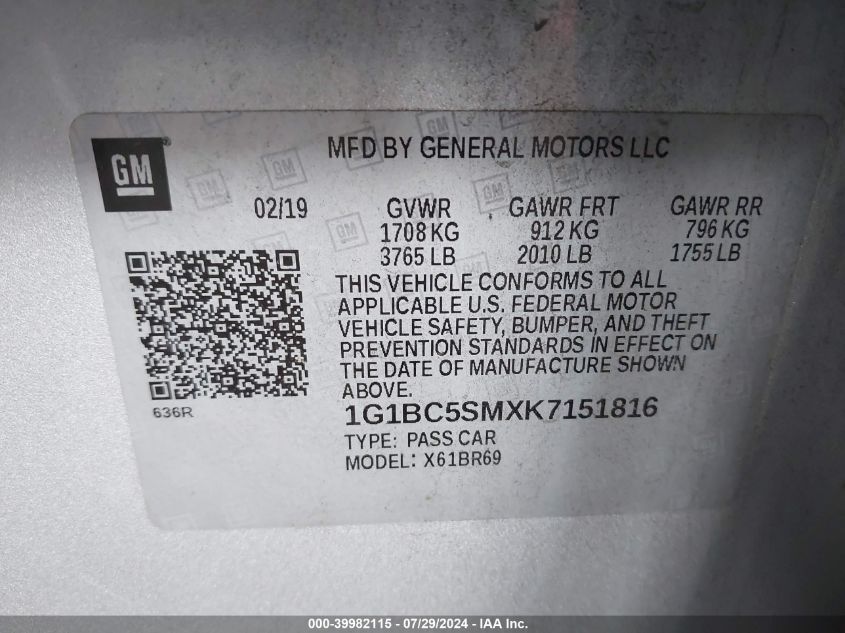 GM
MFD BY GENERAL MOTORS LLC
02/19 GVWR GAWR FRT GAWR RR
1708 KG 912 KG 796 KG
3765 LB 2010 LB 1755 LB
THIS VEHICLE CONFORMS TO ALL
APPLICABLE U.S. FEDERAL MOTOR
VEHICLE SAFETY, BUMPER, AND THEFT
PREVENTION STANDARDS IN EFFECT ON
THE DATE OF MANUFACTURE SHOWN
ABOVE.
636R
1G1BC5SMXK7151816
TYPE: PASS CAR
MODEL: X61BR69
000-39982115 - 07/29/2024 - IAA Inc.